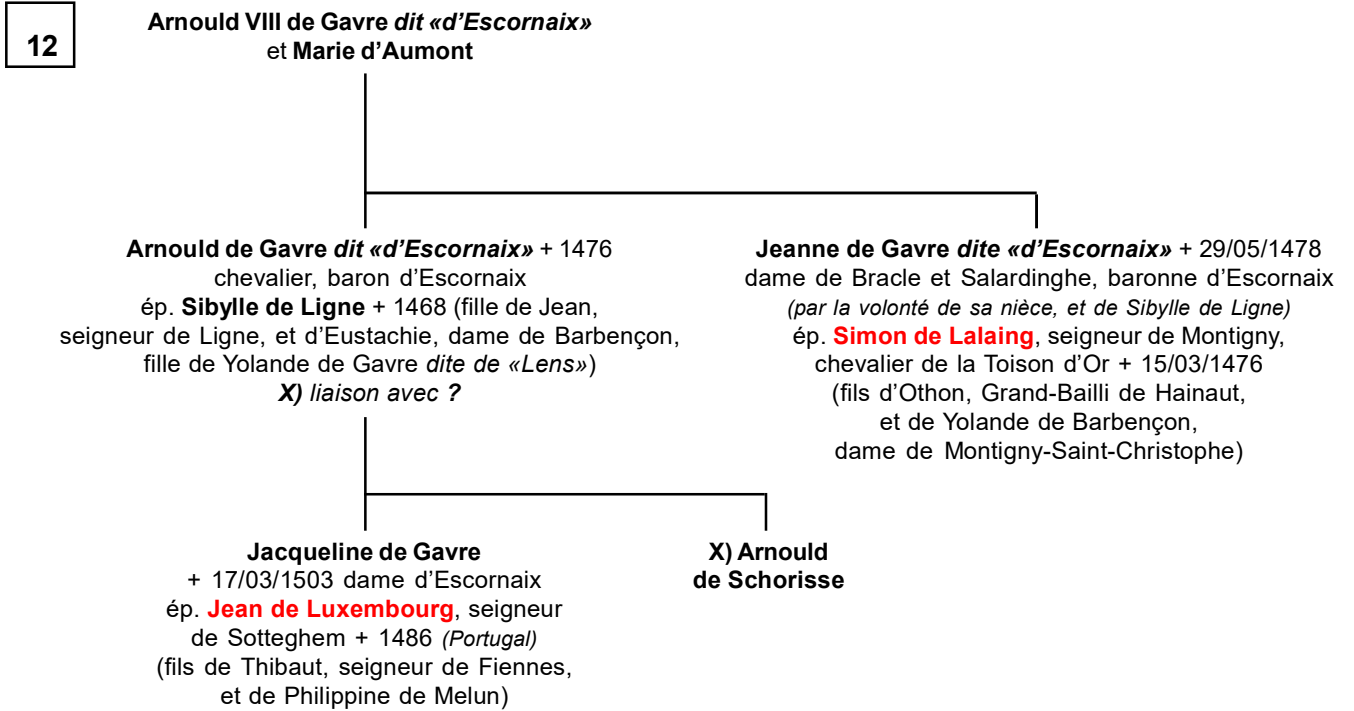 12
Arnould VIII de Gavre dit «d'Escornaix»
et Marie d'Aumont
Arnould de Gavre dit «d'Escornaix» + 1476
chevalier, baron d'Escornaix
ép. Sibylle de Ligne + 1468 (fille de Jean,
seigneur de Ligne, et d'Eustachie, dame de Barbençon,
fille de Yolande de Gavre dite de «Lens»)
X) liaison avec ?
Jeanne de Gavre dite «d'Escornaix» + 29/05/1478
dame de Bracle et Salardinghe, baronne d'Escornaix
(par la volonté de sa nièce, et de Sibylle de Ligne)
ép. Simon de Lalaing, seigneur de Montigny,
chevalier de la Toison d'Or + 15/03/1476
(fils d'Othon, Grand-Bailli de Hainaut,
et de Yolande de Barbençon,
dame de Montigny-Saint-Christophe)
Jacqueline de Gavre
+ 17/03/1503 dame d'Escornaix
ép. Jean de Luxembourg, seigneur
de Sotteghem + 1486 (Portugal)
(fils de Thibaut, seigneur de Fiennes,
et de Philippine de Melun)
X) Arnould
de Schorisse